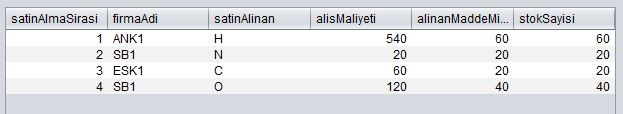 satinAlmaSirasi firmaAdi satinAlinan alisMaliyeti alinanMaddeMi... stokSayisi
1 ANK1 H 540 60 60
2 SB1 N 20 20 20
3 ESK1 C 60 20 20
4 SB1 O 120 40 40